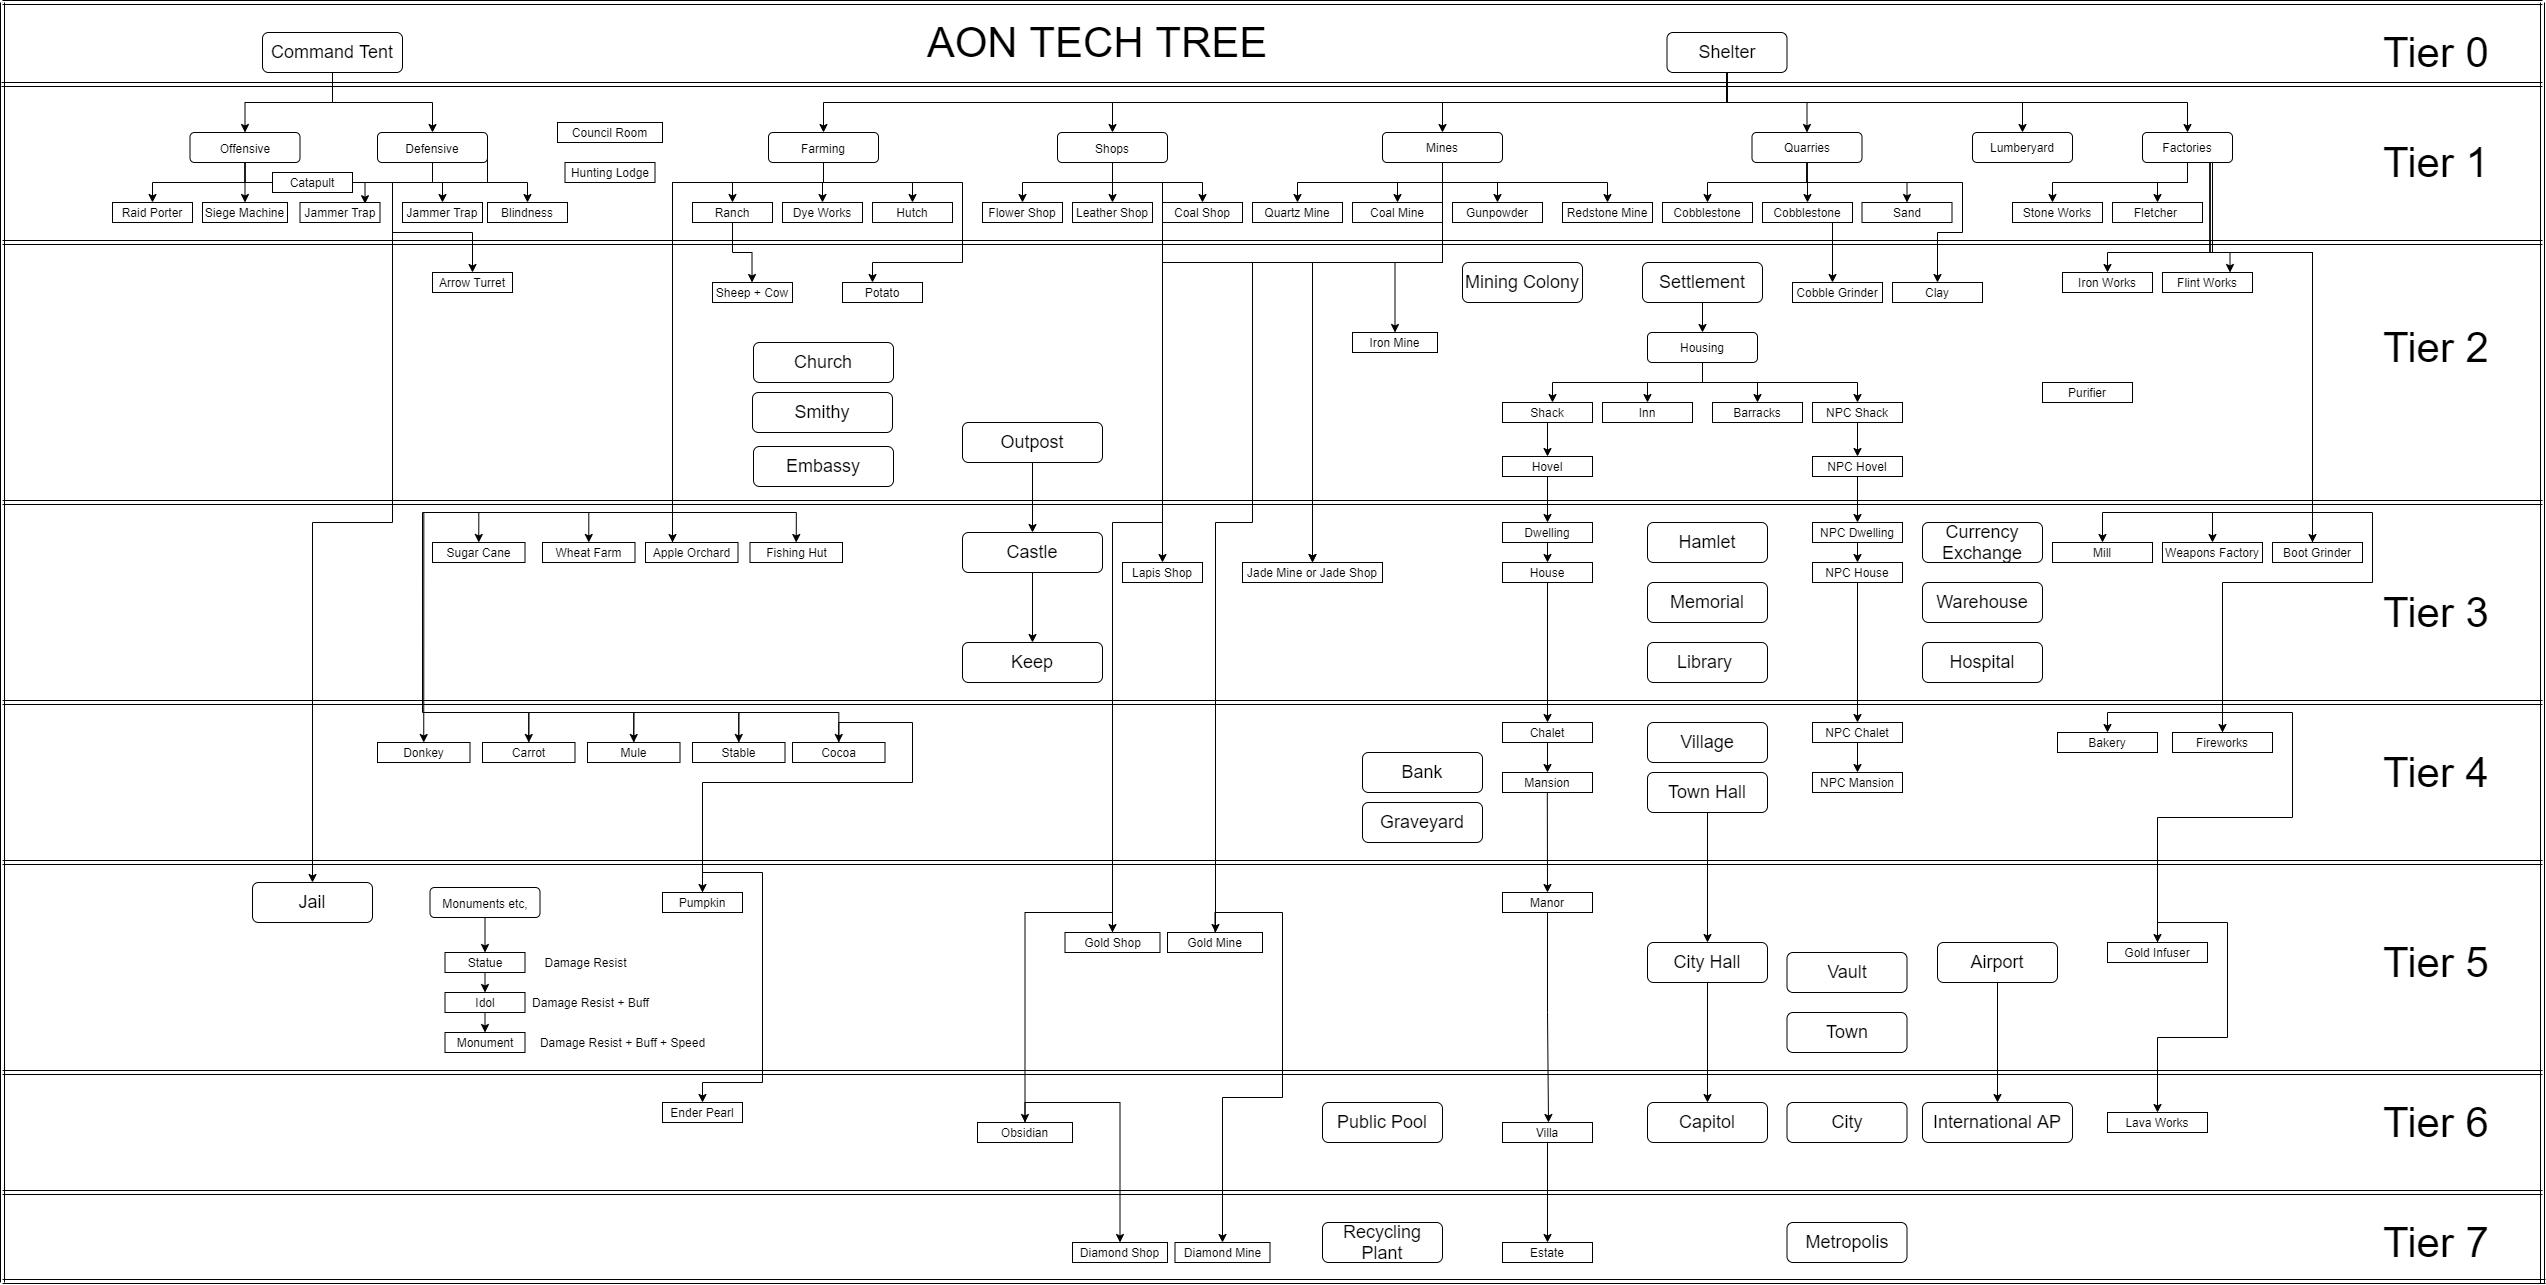 AON TECH TREE
Command Tent
Shelter
Tier 0
Offensive
Defensive
Council Room
Hunting Lodge
Farming
Shops
Mines
Quarries
Lumberyard
Factories
Tier 1
Catapult
Raid Porter
Siege Machine
Jammer Trap
Jammer Trap
Blindness
Ranch
Dye Works
Hutch
Flower Shop
Leather Shop
Coal Shop
Quartz Mine
Coal Mine
Gunpowder
Redstone Mine
Cobblestone
Cobblestone
Sand
Stone Works
Fletcher
Arrow Turret
Sheep + Cow
Potato
Mining Colony
Settlement
Cobble Grinder
Clay
Iron Works
Flint Works
Iron Mine
Housing
Tier 2
Church
Smithy
Embassy
Outpost
Purifier
Shack
Inn
Barracks
NPC Shack
Hovel
NPC Hovel
Sugar Cane
Wheat Farm
Apple Orchard
Fishing Hut
Castle
Lapis Shop
Jade Mine or Jade Shop
Dwelling
House
Hamlet
NPC Dwelling
NPC House
Currency
Exchange
Mill
Weapons Factory
Boot Grinder
Memorial
Warehouse
Tier 3
Keep
Library
Hospital
Donkey
Carrot
Mule
Stable
Cocoa
Chalet
Village
NPC Chalet
Bakery
Fireworks
Bank
Mansion
Town Hall
NPC Mansion
Tier 4
Graveyard
Jail
Monuments etc,
Pumpkin
Manor
Gold Shop
Gold Mine
Statue
Damage Resist
City Hall
Vault
Airport
Gold Infuser
Tier 5
Idol
Damage Resist + Buff
Town
Monument
Damage Resist + Buff + Speed
Ender Pearl
Obsidian
Public Pool
Villa
Capitol
City
International AP
Lava Works
Tier 6
Diamond Shop
Diamond Mine
Recycling
Plant
Estate
Metropolis
Tier 7